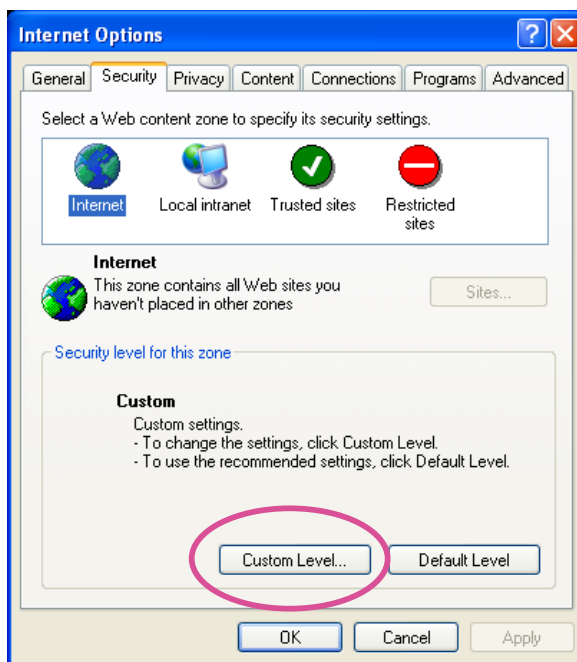 Internet Options
General Security Privacy Content Connections Programs Advanced
Select a Web content zone to specify its security settings.
Internet Local intranet Trusted sites Restricted sites
Internet
This zone contains all Web sites you
haven't placed in other zones
Sites...
Security level for this zone
Custom
Custom settings.
- To change the settings, click Custom Level.
- To use the recommended settings, click Default Level.
Custom Level... Default Level
OK Cancel Apply